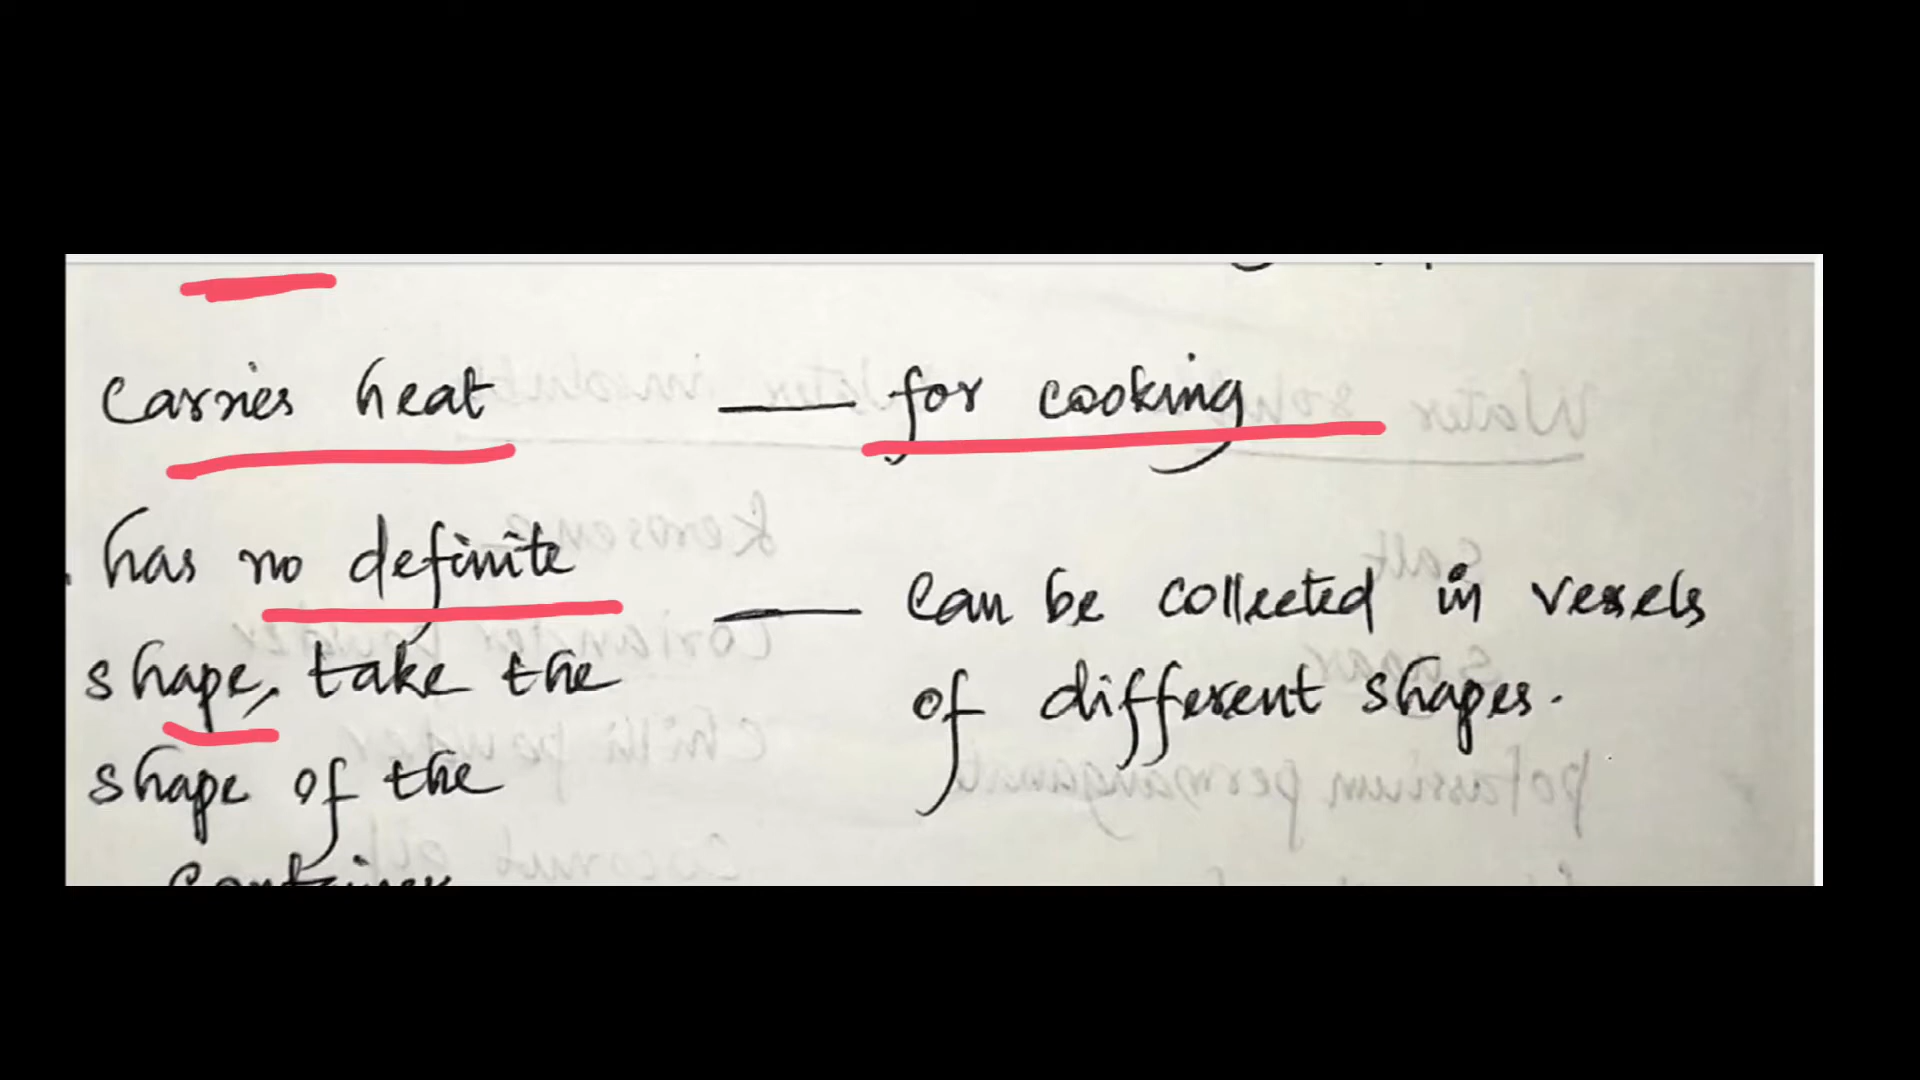 Carries heat — for cooking
has no definite — can be collected in vessels
shape, take the of different shapes.
shape of the
container